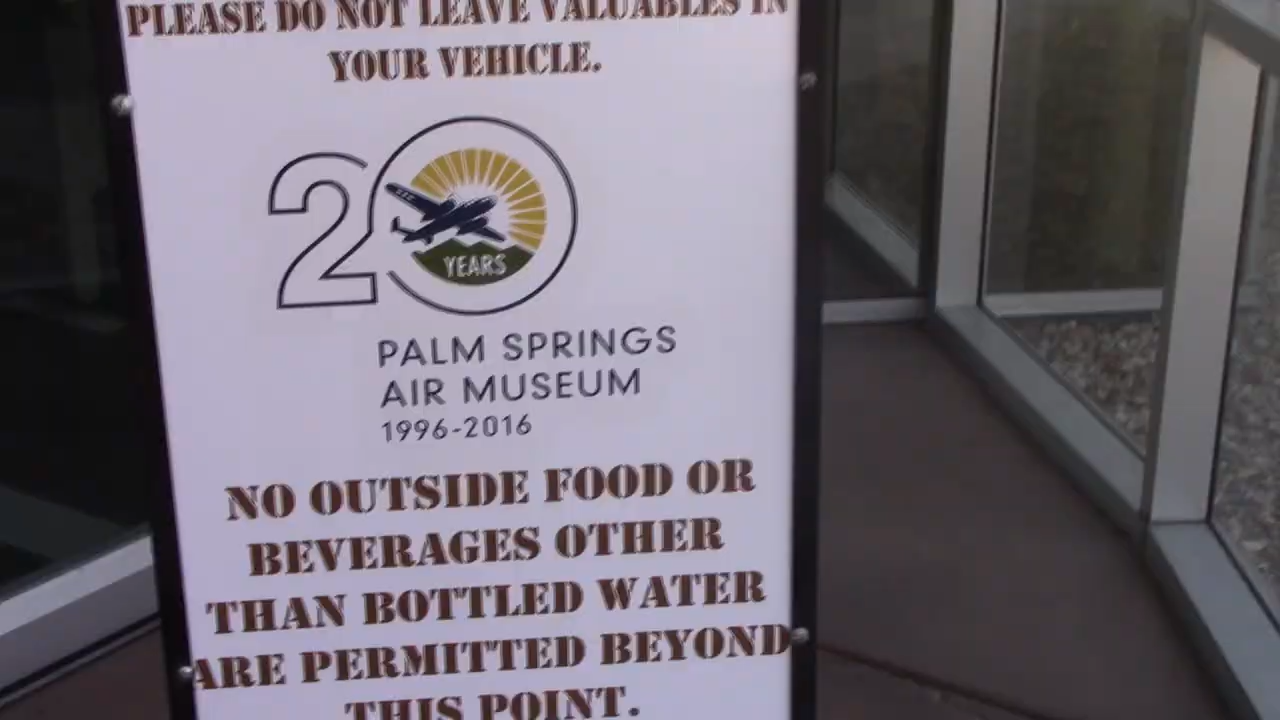 PLEASE DO NOT LEAVE VALUABLES IN
YOUR VEHICLE.
20
YEARS
PALM SPRINGS
AIR MUSEUM
1996-2016
NO OUTSIDE FOOD OR
BEVERAGES OTHER
THAN BOTTLED WATER
ARE PERMITTED BEYOND
THIS POINT.